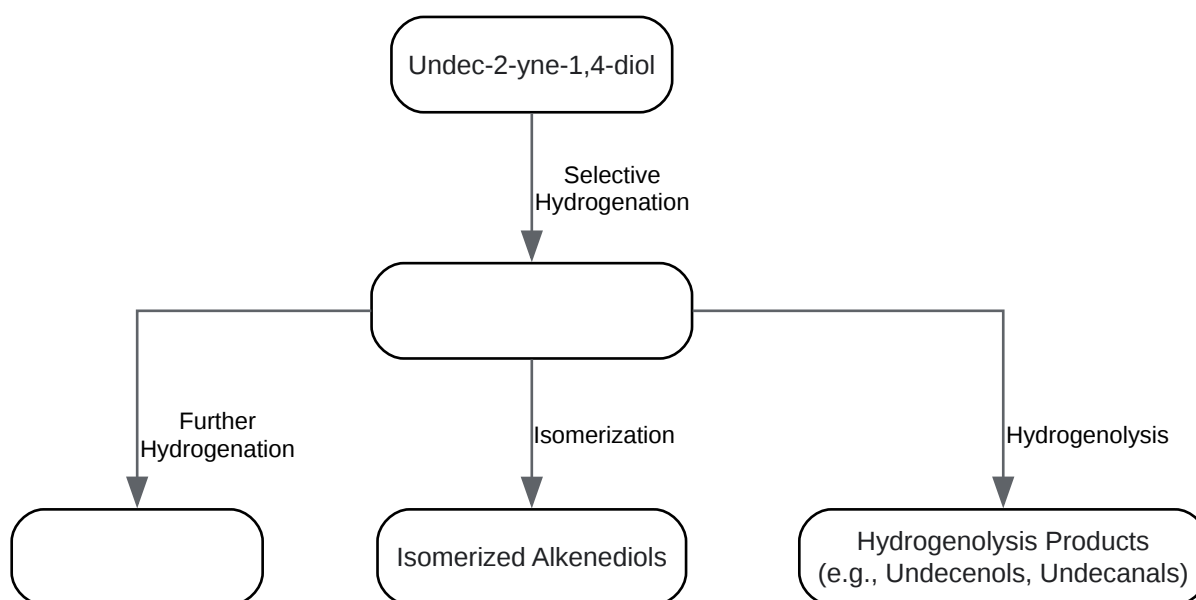 Undec-2-yne-1,4-diol
Selective
Hydrogenation
Further
Hydrogenation
Isomerization
Hydrogenolysis
Isomerized Alkenediols
Hydrogenolysis Products
(e.g., Undecenols, Undecanals)